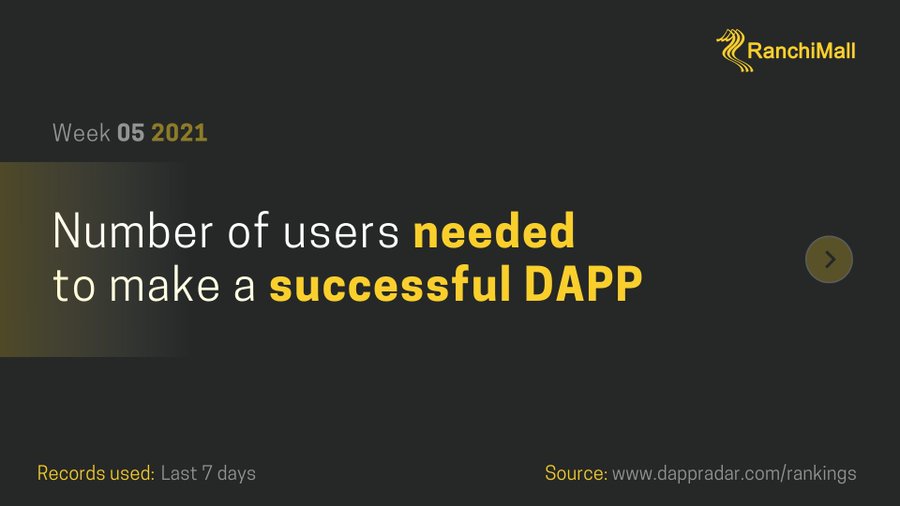 RanchiMall
Week 05 2021
Number of users needed
to make a successful DAPP
Records used: Last 7 days
Source: www.dappradar.com/rankings